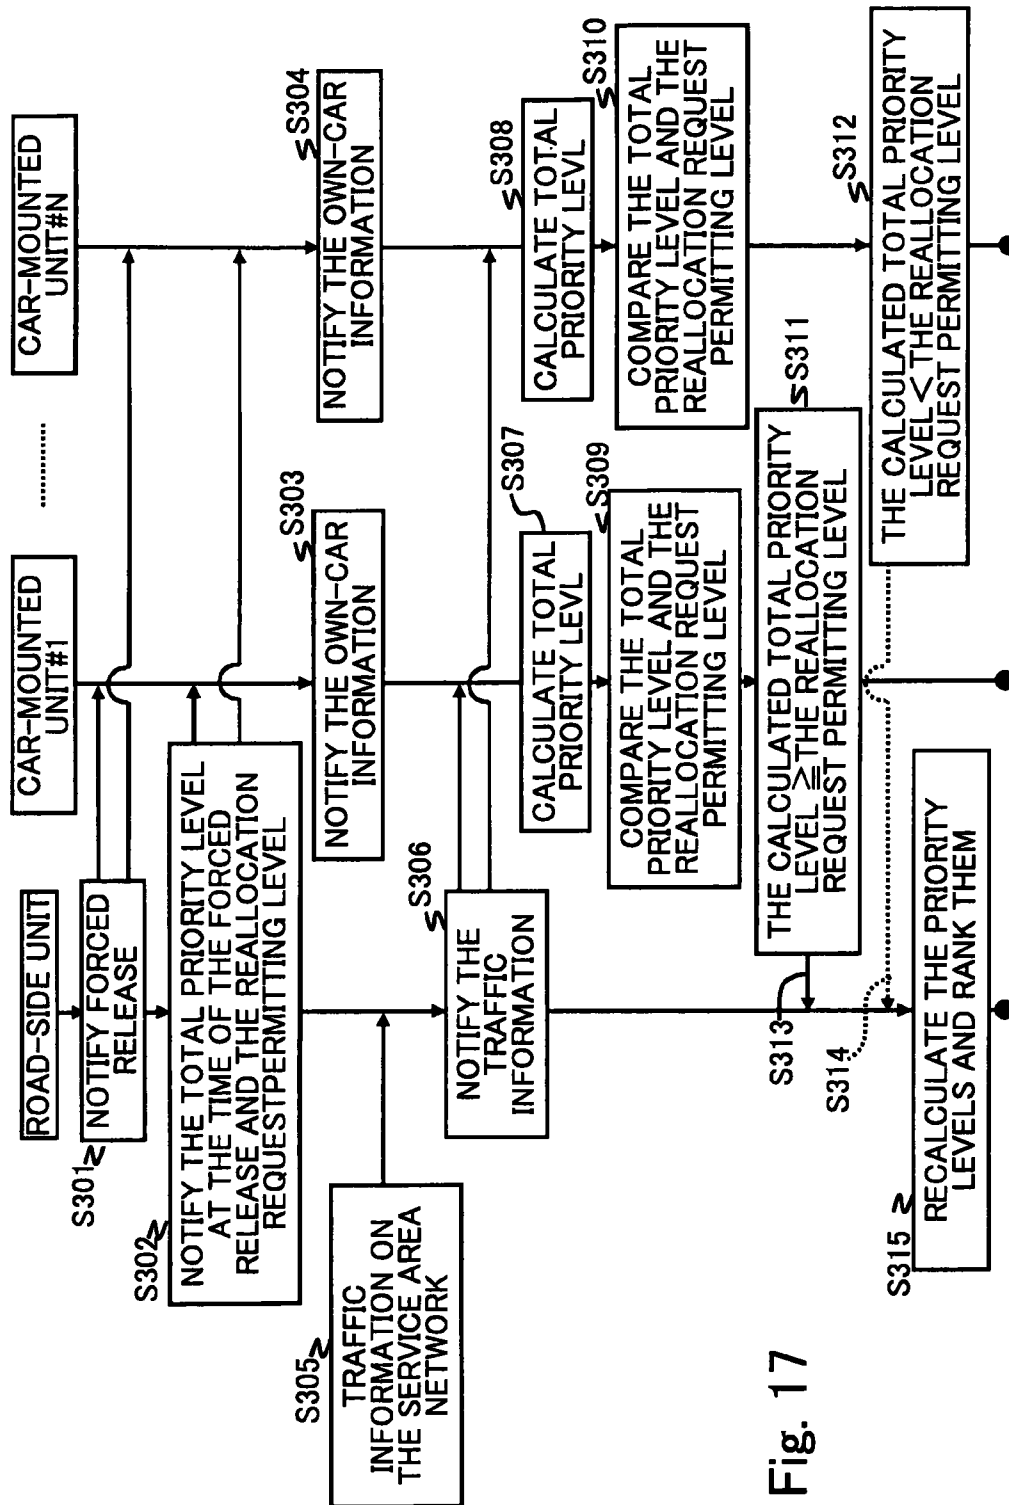 ROAD-SIDE UNIT
CAR-MOUNTED
UNIT#1
CAR-MOUNTED
UNIT#N
S301
NOTIFY FORCED
RELEASE
S302
NOTIFY THE TOTAL PRIORITY LEVEL
AT THE TIME OF THE FORCED
RELEASE AND THE REALLOCATION
REQUESTPERMITTING LEVEL
S303
NOTIFY THE OWN-CAR
INFORMATION
S304
NOTIFY THE OWN-CAR
INFORMATION
S305
TRAFFIC
INFORMATION ON
THE SERVICE AREA
NETWORK
S306
NOTIFY THE
TRAFFIC
INFORMATION
S307
CALCULATE TOTAL
PRIORITY LEVL
S308
CALCULATE TOTAL
PRIORITY LEVL
S309
COMPARE THE TOTAL
PRIORITY LEVEL AND THE
REALLOCATION REQUEST
PERMITTING LEVEL
S310
COMPARE THE TOTAL
PRIORITY LEVEL AND THE
REALLOCATION REQUEST
PERMITTING LEVEL
S311
THE CALCULATED TOTAL PRIORITY
LEVEL ≧THE REALLOCATION
REQUEST PERMITTING LEVEL
S312
THE CALCULATED TOTAL PRIORITY
LEVEL<THE REALLOCATION
REQUEST PERMITTING LEVEL
S313
S314
S315
RECALCULATE THE PRIORITY
LEVELS AND RANK THEM
Fig. 17